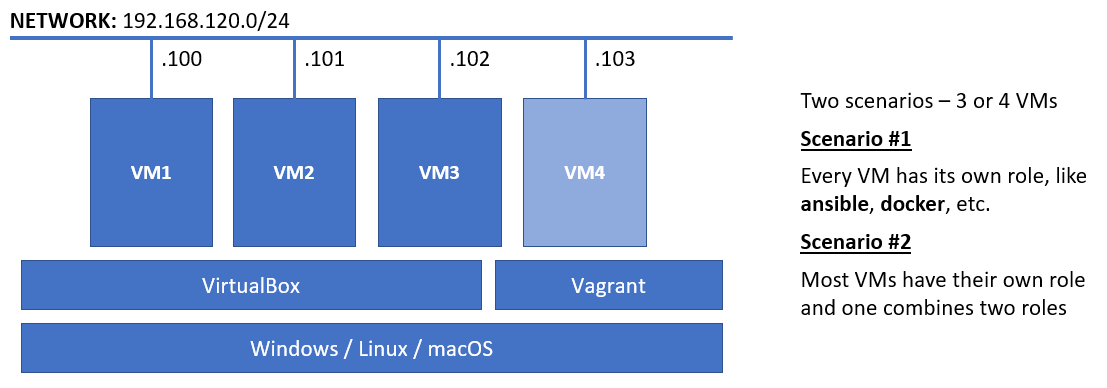 NETWORK: 192.168.120.0/24
.100
.101
.102
.103
VM1
VM2
VM3
VM4
VirtualBox
Vagrant
Windows / Linux / macOS
Two scenarios – 3 or 4 VMs
Scenario #1
Every VM has its own role, like
ansible, docker, etc.
Scenario #2
Most VMs have their own role
and one combines two roles